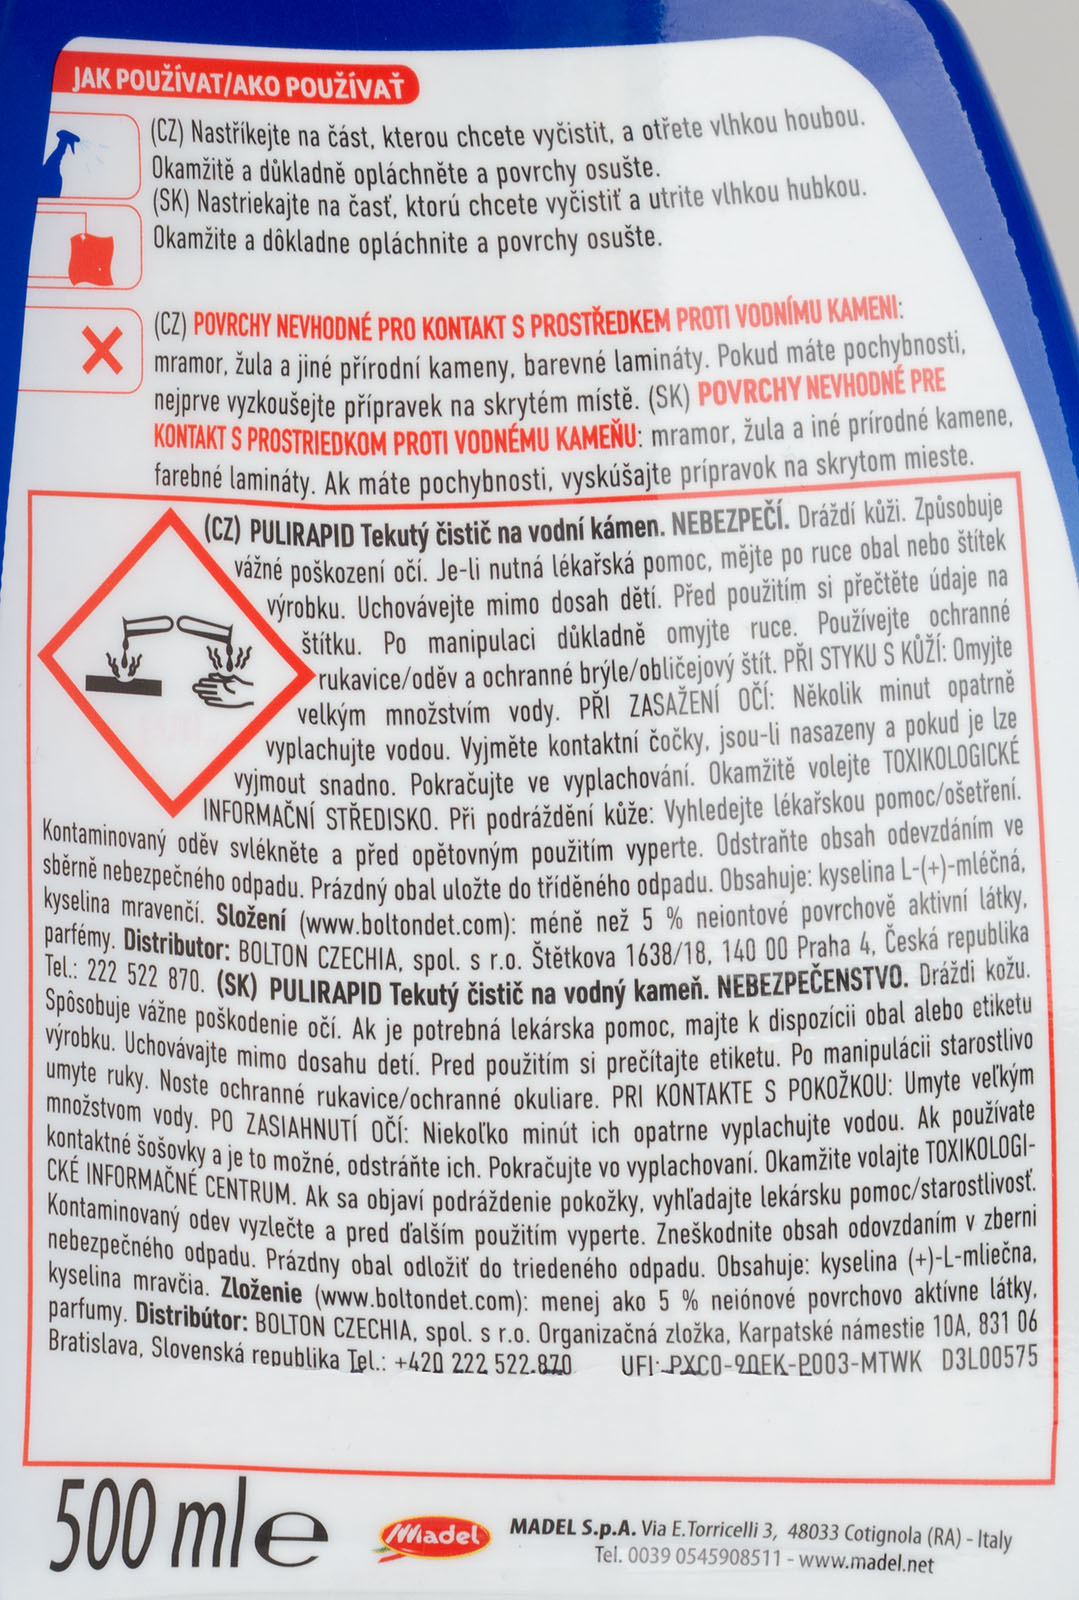 JAK POUŽÍVAT/AKO POUŽÍVAŤ
(CZ) Nastříkejte na část, kterou chcete vyčistit, a otřete vlhkou houbou.
Okamžitě a důkladně opláchněte a povrchy osušte.
(SK) Nastriekajte na časť, ktorú chcete vyčistiť a utrite vlhkou hubkou.
Okamžite a dôkladne opláchnite a povrchy osušte.
(CZ) POVRCHY NEVHODNÉ PRO KONTAKT S PROSTŘEDKEM PROTI VODNÍMU KAMENI:
mramor, žula a jiné přírodní kameny, barevné lamináty. Pokud máte pochybnosti,
nejprve vyzkoušejte přípravek na skrytém místě. (SK) POVRCHY NEVHODNÉ PRE
KONTAKT S PROSTRIEDKOM PROTI VODNÉMU KAMEŇU: mramor, žula a iné prírodné kamene,
farebné lamináty. Ak máte pochybnosti, vyskúšajte prípravok na skrytom mieste.
(CZ) PULIRAPID Tekutý čistič na vodní kámen. NEBEZPEČÍ. Dráždí kůži. Způsobuje
vážné poškození očí. Je-li nutná lékařská pomoc, mějte po ruce obal nebo štítek
výrobku. Uchovávejte mimo dosah dětí. Před použitím si přečtěte údaje na
štítku. Po manipulaci důkladně omyjte ruce. Používejte ochranné
rukavice/oděv a ochranné brýle/obličejový štít. PŘI STYKU S KŮŽÍ: Omyjte
velkým množstvím vody. PŘI ZASAŽENÍ OČÍ: Několik minut opatrně
vyplachujte vodou. Vyjměte kontaktní čočky, jsou-li nasazeny a pokud je lze
vyjmout snadno. Pokračujte ve vyplachování. Okamžitě volejte TOXIKOLOGICKÉ
INFORMAČNÍ STŘEDISKO. Při podráždění kůže: Vyhledejte lékařskou pomoc/ošetření.
Kontaminovaný oděv svlékněte a před opětovným použitím vyperte. Odstraňte obsah odevzdáním ve
sběrně nebezpečného odpadu. Prázdný obal uložte do tříděného odpadu. Obsahuje: kyselina L-(+)-mléčná,
kyselina mravenčí. Složení (www.boltondet.com): méně než 5 % neiontové povrchově aktivní látky,
parfémy. Distributor: BOLTON CZECHIA, spol. s r.o. Štětkova 1638/18, 140 00 Praha 4, Česká republika
Tel.: 222 522 870. (SK) PULIRAPID Tekutý čistič na vodný kameň. NEBEZPEČENSTVO. Dráždi kožu.
Spôsobuje vážne poškodenie očí. Ak je potrebná lekárska pomoc, majte k dispozícii obal alebo etiketu
výrobku. Uchovávajte mimo dosahu detí. Pred použitím si prečítajte etiketu. Po manipulácii starostlivo
umyte ruky. Noste ochranné rukavice/ochranné okuliare. PRI KONTAKTE S POKOŽKOU: Umyte veľkým
množstvom vody. PO ZASIAHNUTÍ OČÍ: Niekoľko minút ich opatrne vyplachujte vodou. Ak používate
kontaktné šošovky a je to možné, odstráňte ich. Pokračujte vo vyplachovaní. Okamžite volajte TOXIKOLOGI-
CKÉ INFORMAČNÉ CENTRUM. Ak sa objaví podráždenie pokožky, vyhľadajte lekársku pomoc/starostlivosť.
Kontaminovaný odev vyzlečte a pred ďalším použitím vyperte. Zneškodnite obsah odovzdaním v zberni
nebezpečného odpadu. Prázdny obal odložiť do triedeného odpadu. Obsahuje: kyselina (+)-L-mliečna,
kyselina mravčia. Zloženie (www.boltondet.com): menej ako 5 % neiónové povrchovo aktívne látky,
parfumy. Distribútor: BOLTON CZECHIA, spol. s r.o. Organizačná zložka, Karpatské námestie 10A, 831 06
Bratislava, Slovenská republika Tel.: +420 222 522 870 UFI: PXC0-90EK-P003-MTWK D3L00575
500 ml e
Madel MADEL S.p.A. Via E.Torricelli 3, 48033 Cotignola (RA) - Italy
Tel. 0039 0545908511 - www.madel.net